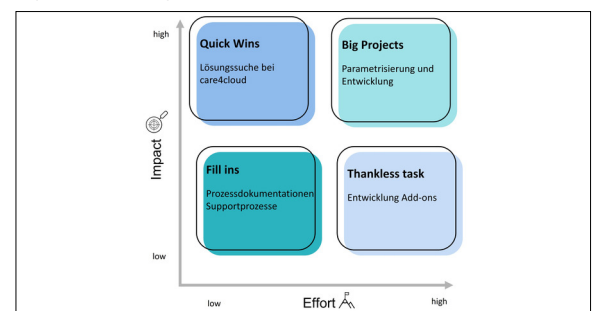 high
Quick Wins
Lösungssuche bei
care4cloud
Big Projects
Parametrisierung und
Entwicklung
Impact
Fill ins
Prozessdokumentationen
Supportprozesse
Thankless task
Entwicklung Add-ons
low
low
Effort
high